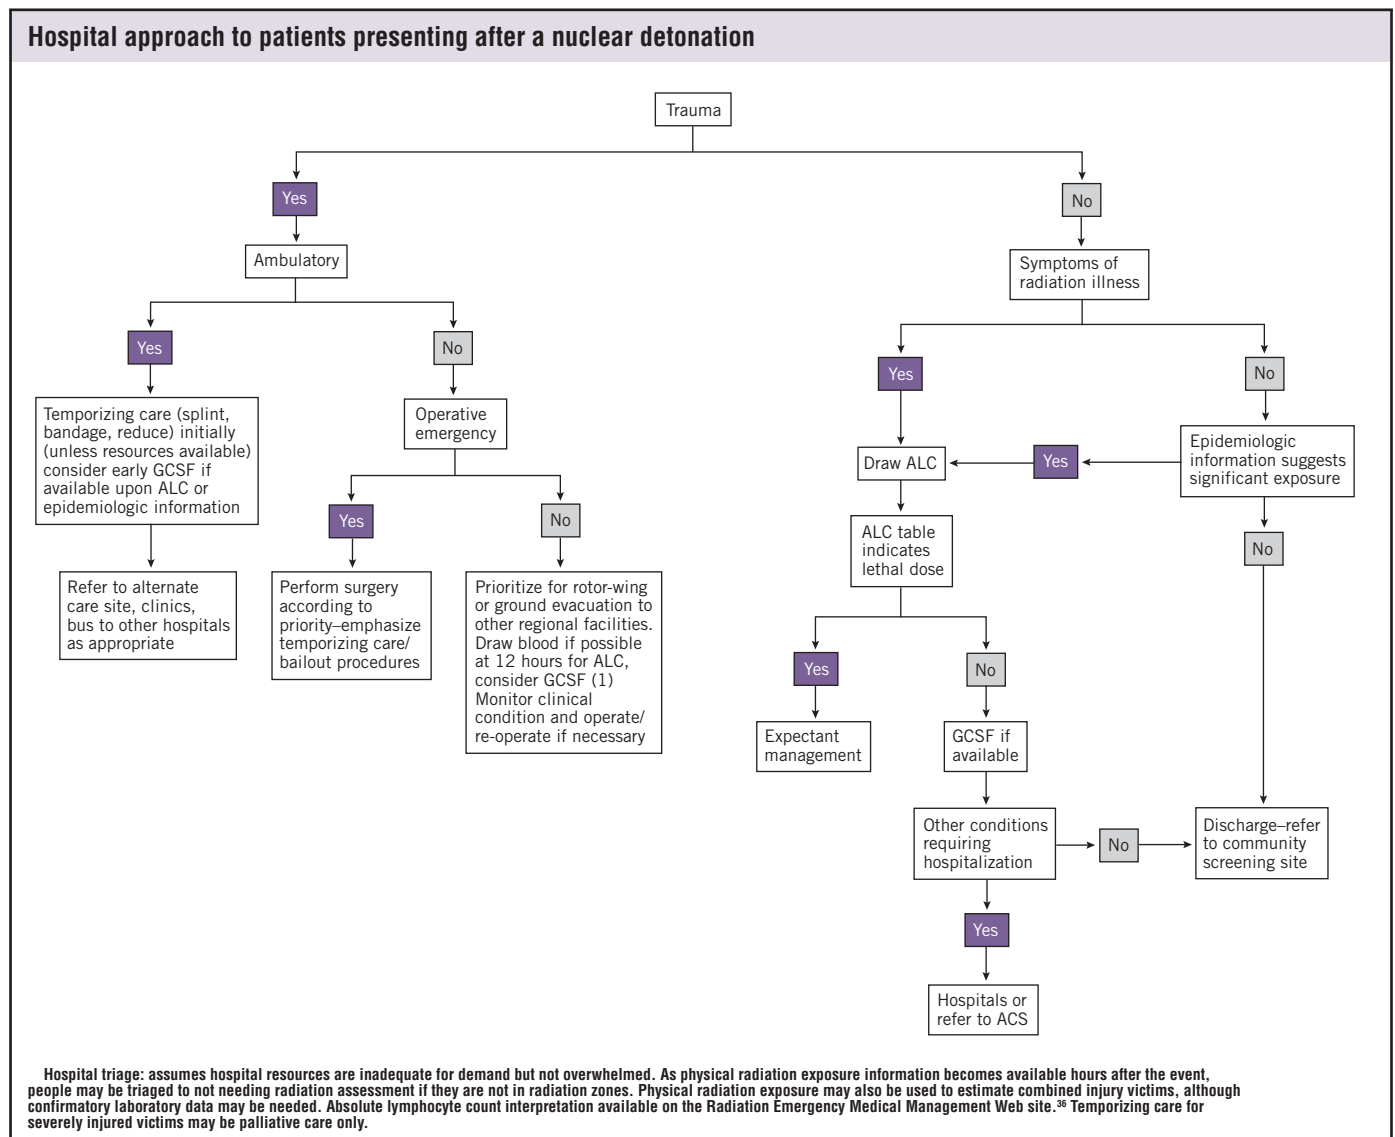 Hospital approach to patients presenting after a nuclear detonation
Trauma
Yes
No
Ambulatory
Symptoms of
radiation illness
Yes
No
Yes
No
Temporizing care (splint,
bandage, reduce) initially
(unless resources available)
consider early GCSF if
available upon ALC or
epidemiologic information
Operative
emergency
Draw ALC
Yes
Epidemiologic
information suggests
significant exposure
Yes
No
ALC table
indicates
lethal dose
No
Refer to alternate
care site, clinics,
bus to other hospitals
as appropriate
Perform surgery
according to
priority–emphasize
temporizing care/
bailout procedures
Prioritize for rotor-wing
or ground evacuation to
other regional facilities.
Draw blood if possible
at 12 hours for ALC,
consider GCSF (1)
Monitor clinical
condition and operate/
re-operate if necessary
Yes
No
Expectant
management
GCSF if
available
Other conditions
requiring
hospitalization
No
Discharge–refer
to community
screening site
Yes
Hospitals or
refer to ACS
Hospital triage: assumes hospital resources are inadequate for demand but not overwhelmed. As physical radiation exposure information becomes available hours after the event,
people may be triaged to not needing radiation assessment if they are not in radiation zones. Physical radiation exposure may also be used to estimate combined injury victims, although
confirmatory laboratory data may be needed. Absolute lymphocyte count interpretation available on the Radiation Emergency Medical Management Web site.36 Temporizing care for
severely injured victims may be palliative care only.